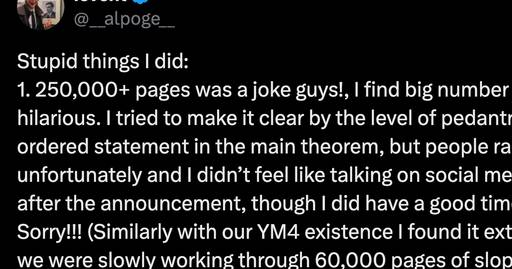 @__alpoge__
Stupid things I did:
1. 250,000+ pages was a joke guys!, I find big number
hilarious. I tried to make it clear by the level of pedantr
ordered statement in the main theorem, but people ra
unfortunately and I didn't feel like talking on social me
after the announcement, though I did have a good tim
Sorry!!! (Similarly with our YM4 existence I found it ext
we were slowly working through 60,000 pages of slop